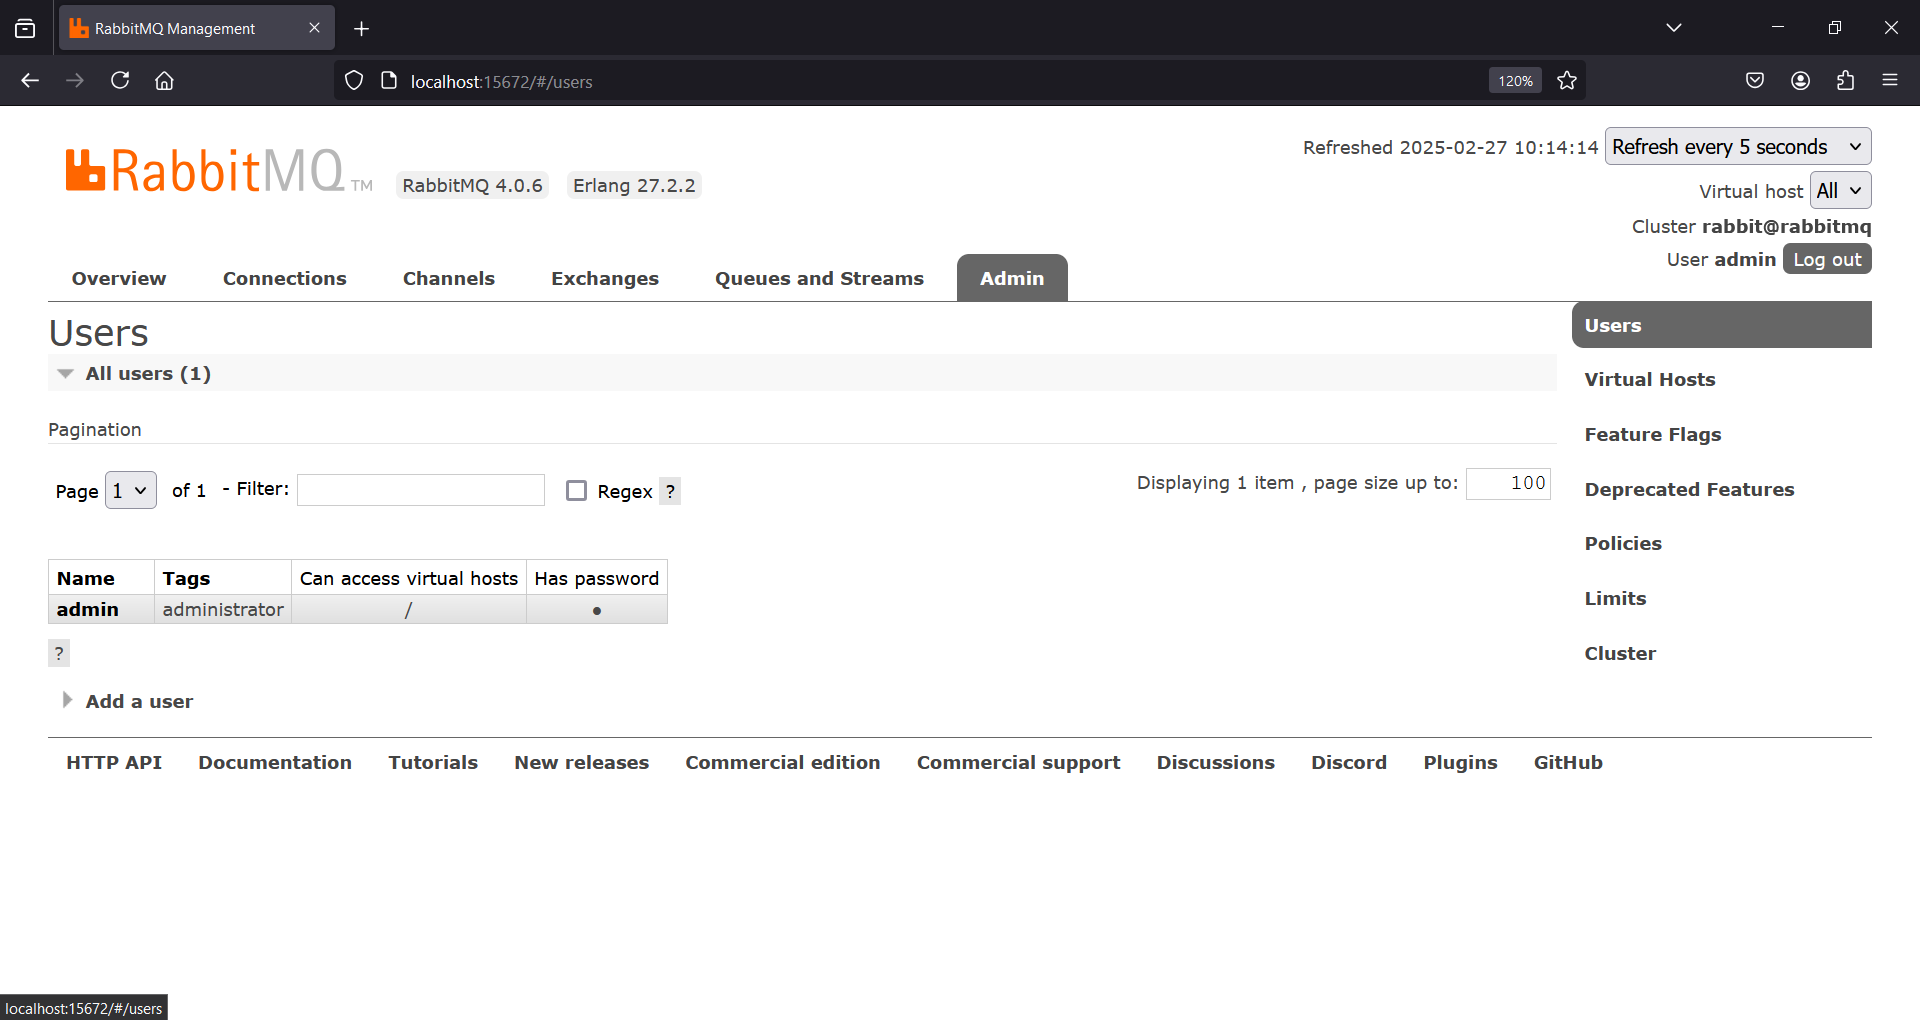 RabbitMQ Management
localhost:15672/#/users
120%
Refreshed 2025-02-27 10:14:14 Refresh every 5 seconds
RabbitMQ TM RabbitMQ 4.0.6 Erlang 27.2.2
Virtual host All
Cluster rabbit@rabbitmq
User admin Log out
Overview Connections Channels Exchanges Queues and Streams Admin
Users
All users (1)
Pagination
Page 1 of 1 - Filter: Regex ? Displaying 1 item , page size up to: 100
Name Tags Can access virtual hosts Has password
admin administrator / ●
?
Add a user
Users
Virtual Hosts
Feature Flags
Deprecated Features
Policies
Limits
Cluster
HTTP API Documentation Tutorials New releases Commercial edition Commercial support Discussions Discord Plugins GitHub
localhost:15672/#/users